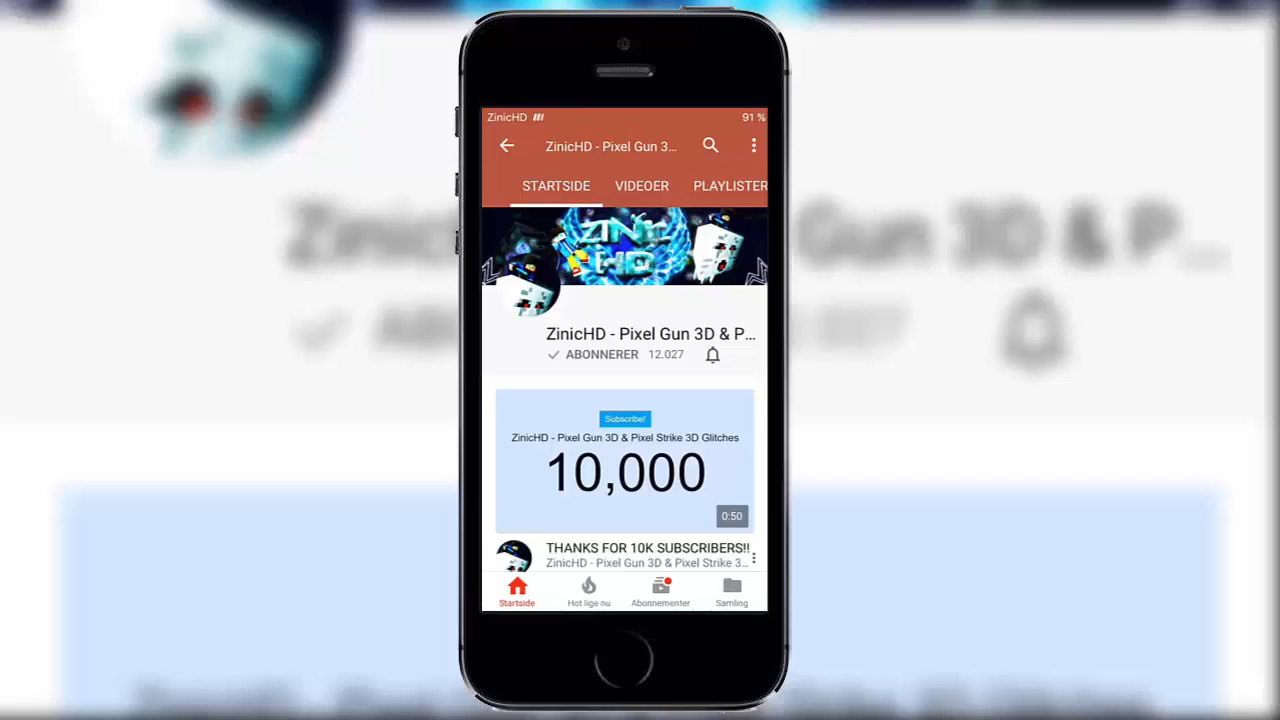 ZinicHD 91 %
ZinicHD - Pixel Gun 3...
STARTSIDE VIDEOER PLAYLISTER
ZINIC
HD
ZinicHD - Pixel Gun 3D & P...
ABONNERER 12.027
Subscribe!
ZinicHD - Pixel Gun 3D & Pixel Strike 3D Glitches
10,000
0:50
THANKS FOR 10K SUBSCRIBERS!!
ZinicHD - Pixel Gun 3D & Pixel Strike 3...
Startside Hot lige nu Abonnementer Samling